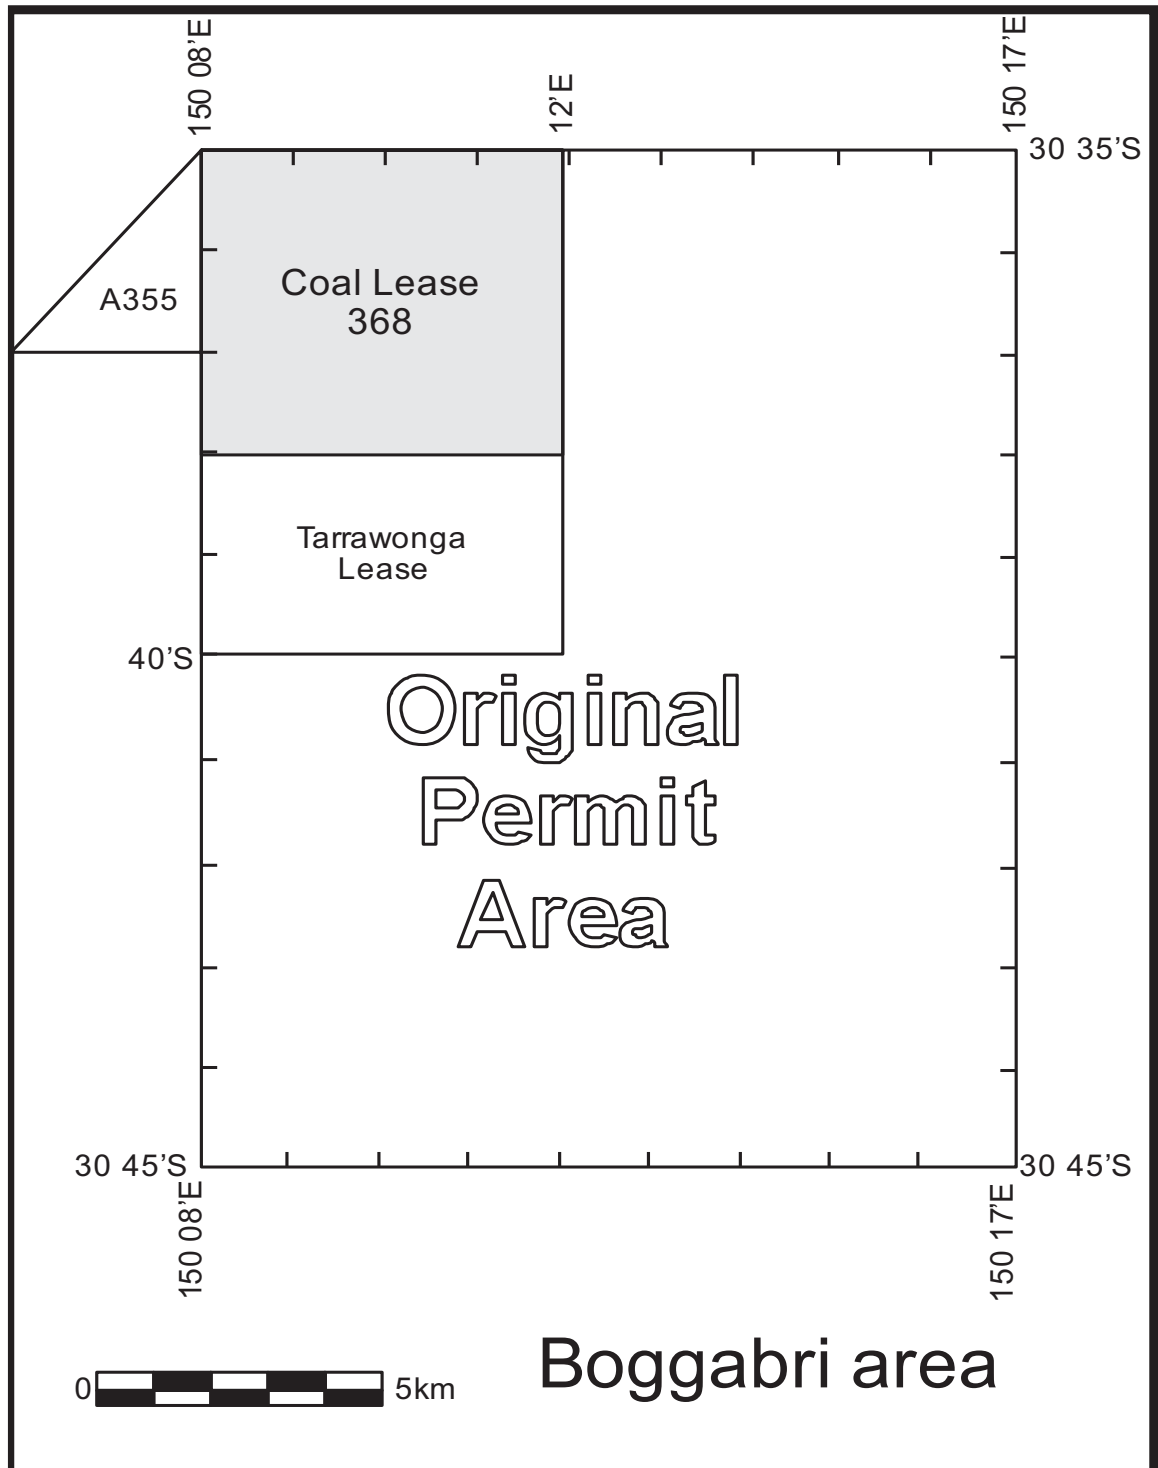 150 08'E
12'E
150 17'E
30 35'S
A355
Coal Lease
368
Tarrawonga
Lease
40'S
Original
Permit
Area
30 45'S
30 45'S
150 08'E
150 17'E
0
5km
Boggabri area